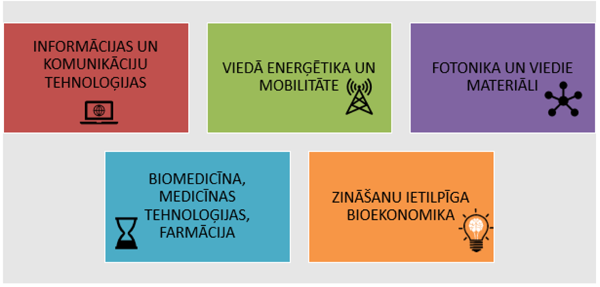 INFORMĀCIJAS UN
KOMUNIKĀCIJU
TEHNOLOĢIJAS
VIEDĀ ENERĢĒTIKA UN
MOBILITĀTE
FOTONIKA UN VIEDIE
MATERIĀLI
BIOMEDICĪNA,
MEDICĪNAS
TEHNOLOĢIJAS,
FARMĀCIJA
ZINĀŠANU IETILPĪGA
BIOEKONOMIKA